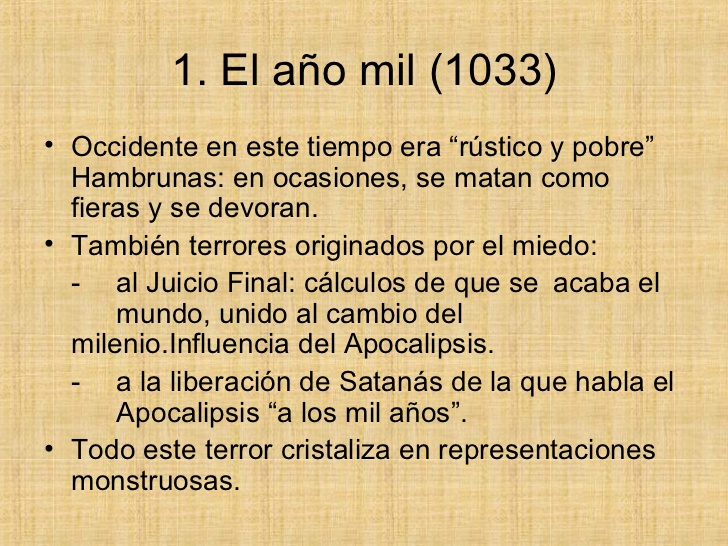 1. El año mil (1033)
• Occidente en este tiempo era “rústico y pobre”
Hambrunas: en ocasiones, se matan como
fieras y se devoran.
• También terrores originados por el miedo:
- al Juicio Final: cálculos de que se acaba el
mundo, unido al cambio del
milenio.Influencia del Apocalipsis.
- a la liberación de Satanás de la que habla el
Apocalipsis “a los mil años”.
• Todo este terror cristaliza en representaciones
monstruosas.